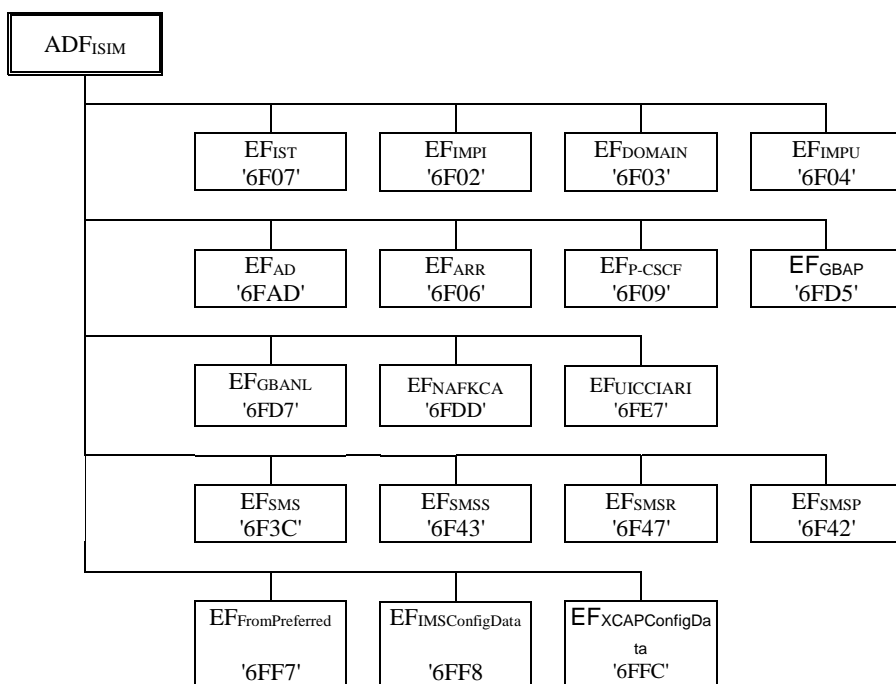 ADFISIM
EFIST
'6F07'
EFIMPI
'6F02'
EFDOMAIN
'6F03'
EFIMPU
'6F04'
EFAD
'6FAD'
EFARR
'6F06'
EFP-CSCF
'6F09'
EFGBAP
'6FD5'
EFGBANL
'6FD7'
EFNAFKCA
'6FDD'
EFUICCIARI
'6FE7'
EFSMS
'6F3C'
EFSMSS
'6F43'
EFSMSR
'6F47'
EFSMSP
'6F42'
EFFromPreferred
'6FF7'
EFIMSConfigData
'6FF8
EFXCAPConfigDa
ta
'6FFC'